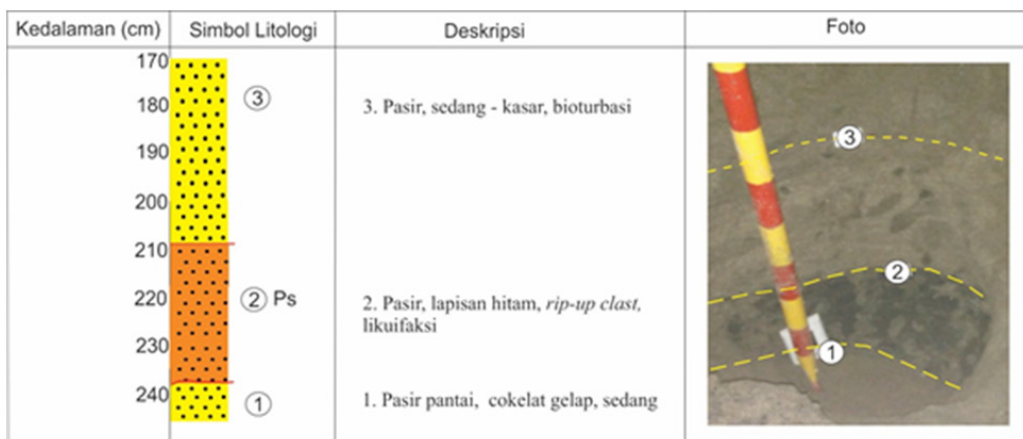 Kedalaman (cm) Simbol Litologi Deskripsi Foto
170
180 ③ 3. Pasir, sedang - kasar, bioturbasi ③
190
200
210
220 ② Ps 2. Pasir, lapisan hitam, rip-up clast, ②
likuifaksi
230 ①
240 ① 1. Pasir pantai, cokelat gelap, sedang